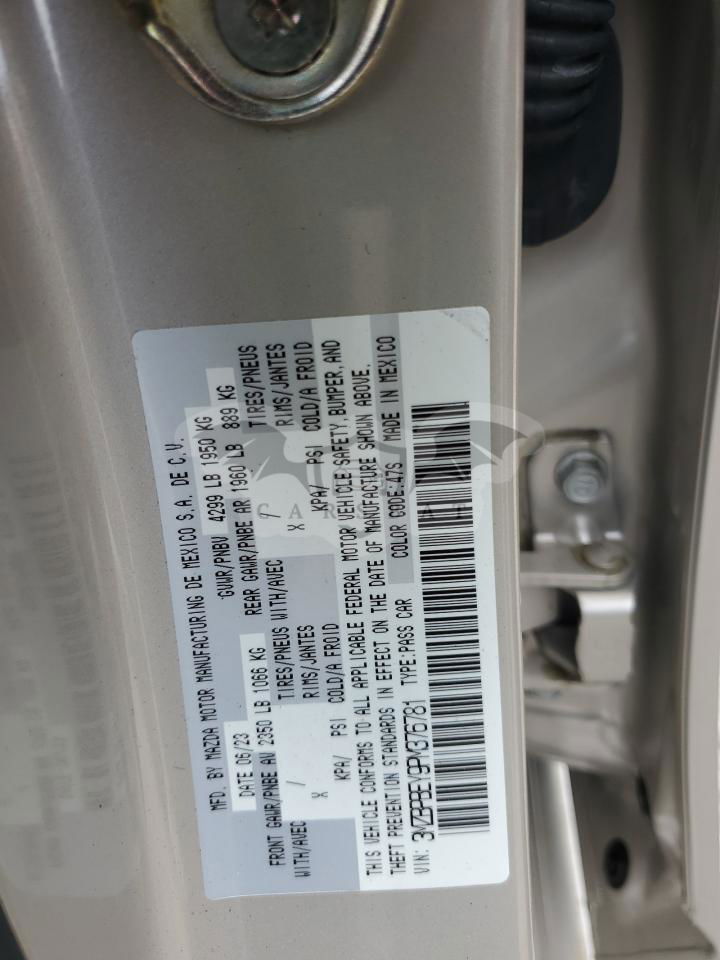 MFD. BY MAZDA MOTOR MANUFACTURING DE MEXICO S.A. DE C.V.
DATE 06/23 GVWR/PNBV 4299 LB 1950 KG
FRONT GAWR/PNBE AV 2350 LB 1066 KG REAR GAWR/PNBE AR 1960 LB 889 KG
WITH/AVEC / TIRES/PNEUS WITH/AVEC / TIRES/PNEUS
X RIMS/JANTES X RIMS/JANTES
KPA/ PSI COLD/A FROID KPA/ PSI COLD/A FROID
THIS VEHICLE CONFORMS TO ALL APPLICABLE FEDERAL MOTOR VEHICLE SAFETY, BUMPER, AND
THEFT PREVENTION STANDARDS IN EFFECT ON THE DATE OF MANUFACTURE SHOWN ABOVE.
VIN: 3MZBPBEY9PM376781 TYPE:PASS CAR COLOR CODE:47S MADE IN MEXICO